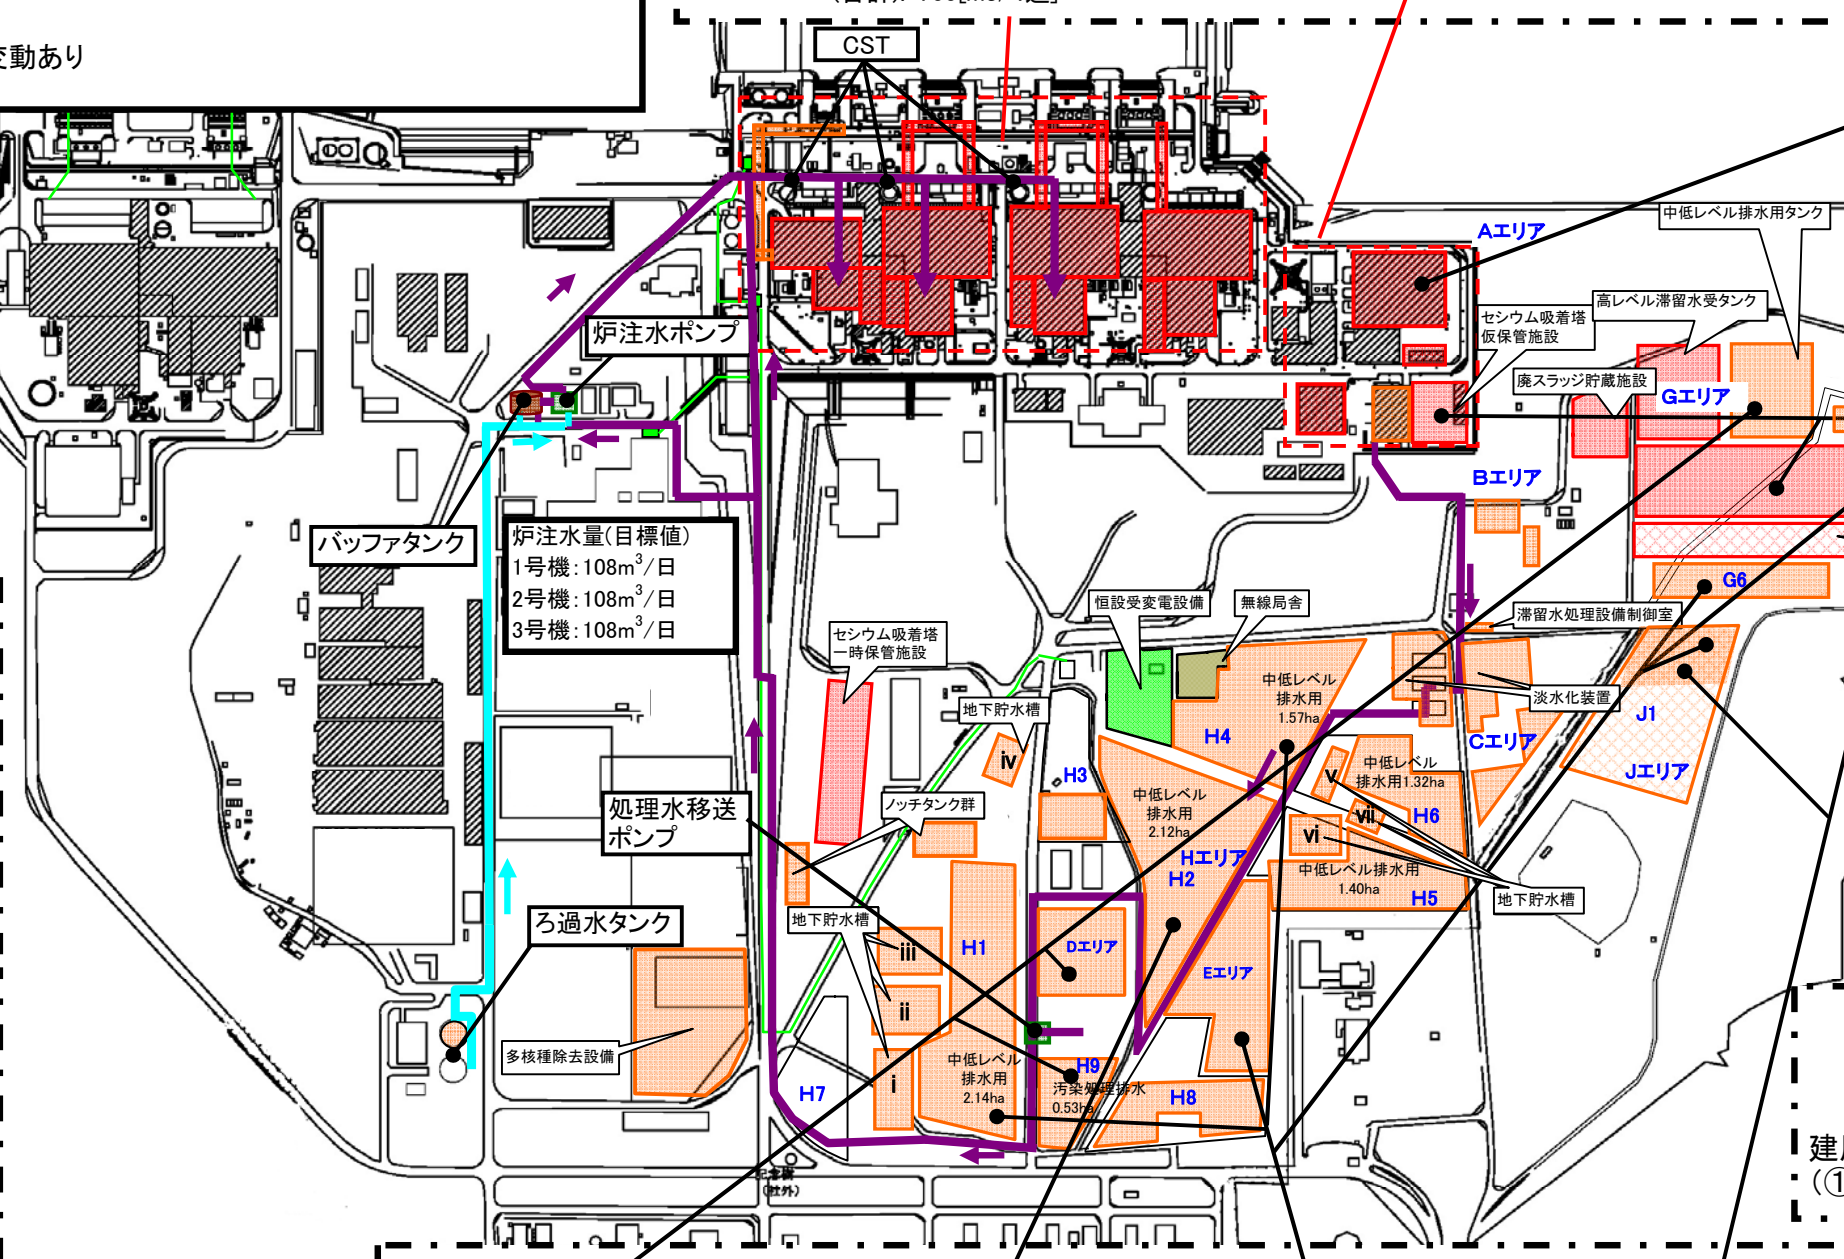 変動あり
CST
Aエリア
中低レベル排水用タンク
高レベル滞留水受タンク
セシウム吸着塔
仮保管施設
廃スラッジ貯蔵施設
Gエリア
炉注水ポンプ
Bエリア
バッファタンク
炉注水量(目標値)
1号機:108m³/日
2号機:108m³/日
3号機:108m³/日
G6
恒設受変電設備
無線局舎
滞留水処理設備制御室
セシウム吸着塔
一時保管施設
中低レベル
排水用
1.57ha
淡水化装置
地下貯水槽
J1
H4
Cエリア
Jエリア
iv
H3
v
中低レベル
排水用1.32ha
中低レベル
排水用
2.12ha
処理水移送
ポンプ
ノッチタンク群
vii
H6
vi
Hエリア
H2
中低レベル排水用
1.40ha
H5
地下貯水槽
地下貯水槽
ろ過水タンク
iii
H1
Dエリア
Eエリア
ii
多核種除去設備
i
中低レベル
排水用
2.14ha
H9
汚染処理排水
0.53ha
H7
H8
記念碑
(社外)
建
(①